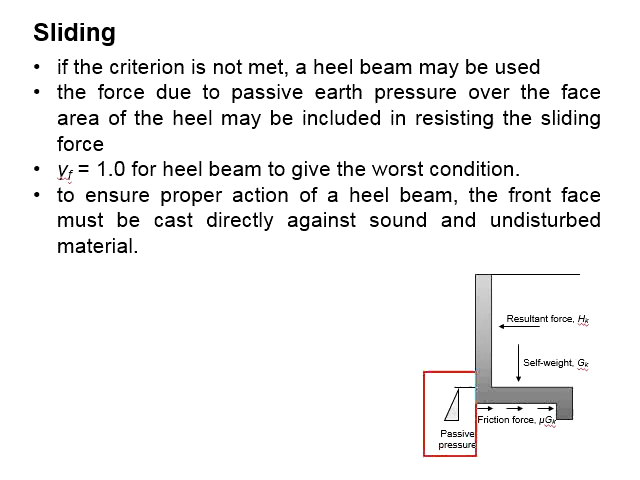 Sliding
• if the criterion is not met, a heel beam may be used
• the force due to passive earth pressure over the face
area of the heel may be included in resisting the sliding
force
• γf = 1.0 for heel beam to give the worst condition.
• to ensure proper action of a heel beam, the front face
must be cast directly against sound and undisturbed
material.
Resultant force, Hk
Self-weight, Gk
Friction force, μGk
Passive
pressure